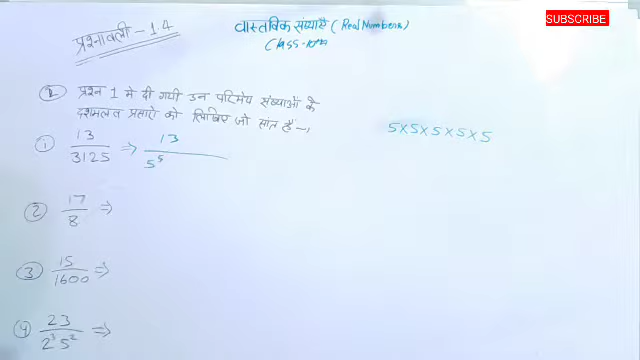 SUBSCRIBE
प्रश्नावली - 1.4
वास्तविक संख्याएँ (Real Numbers)
Class-10th
2. प्रश्न 1 में दी गयी उन परिमेय संख्याओं के
दशमलव प्रसारों को लिखिए जो सांत हैं -,
① 13/3125 ⇒ 13/5⁵
5×5×5×5×5
② 17/8 ⇒
③ 15/1600 ⇒
④ 23/2³5² ⇒